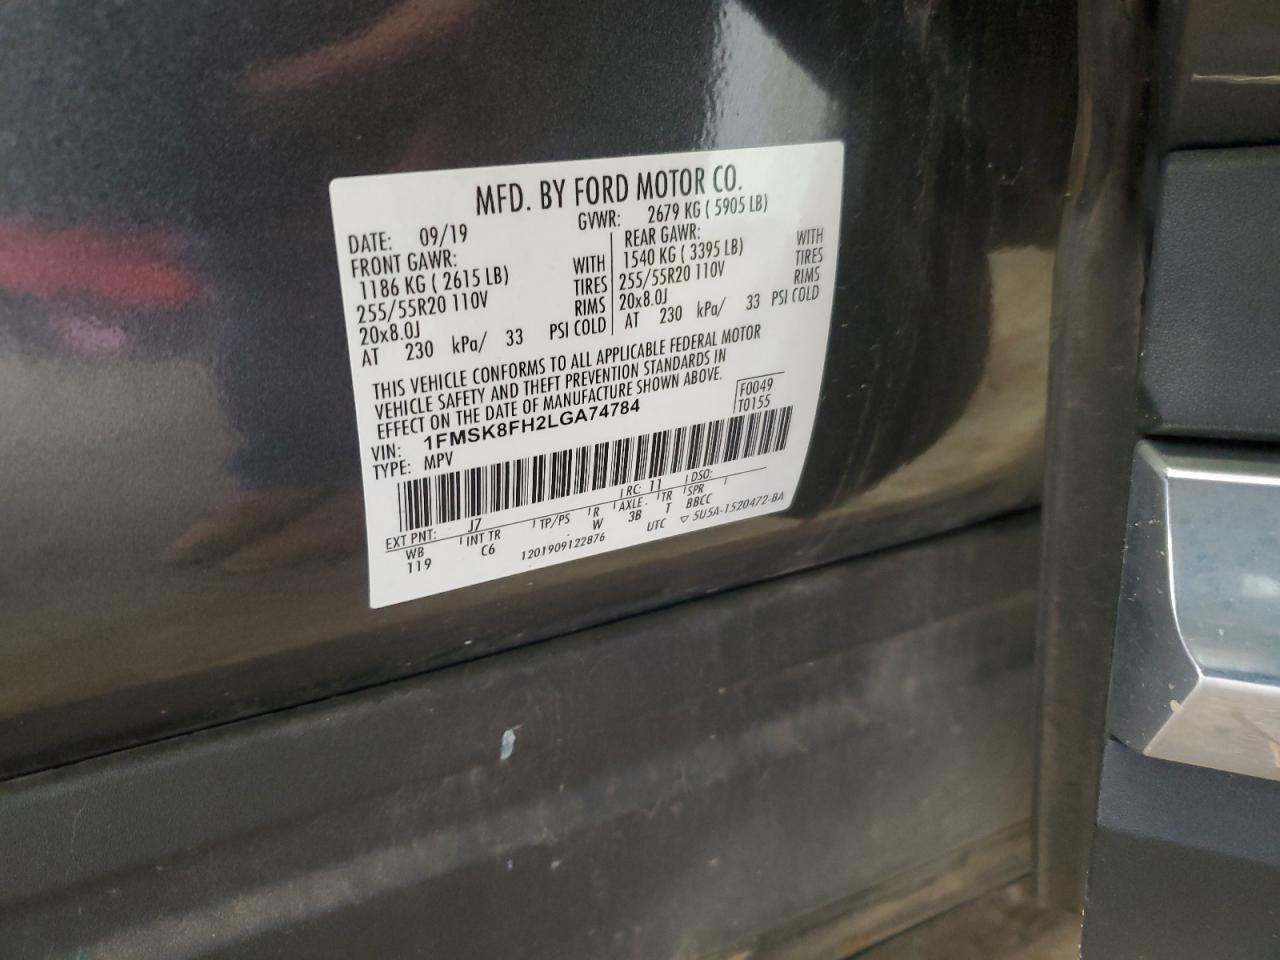 MFD. BY FORD MOTOR CO.
DATE: 09/19
GVWR: 2679 KG ( 5905 LB)
FRONT GAWR:
1186 KG ( 2615 LB) WITH
255/55R20 110V TIRES
20x8.0J RIMS
AT 230 kPa/ 33 PSI COLD
REAR GAWR:
1540 KG ( 3395 LB) WITH
255/55R20 110V TIRES
20x8.0J RIMS
AT 230 kPa/ 33 PSI COLD
THIS VEHICLE CONFORMS TO ALL APPLICABLE FEDERAL MOTOR
VEHICLE SAFETY AND THEFT PREVENTION STANDARDS IN
EFFECT ON THE DATE OF MANUFACTURE SHOWN ABOVE.
VIN: 1FMSK8FH2LGA74784
F0049
T0155
TYPE: MPV
EXT PNT: J7 RC: 11 DSO:
WB INT TR TP/PS R AXLE TR SPR
119 C6 W 3B T BBCC
1201909122876 UTC ▽ 5U5A-1520472-BA